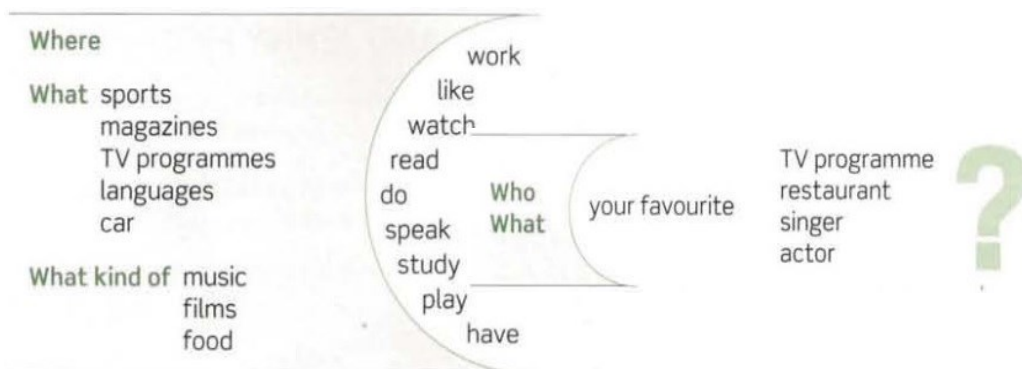 Where
What sports
magazines
TV programmes
languages
car
What kind of music
films
food
work
like
watch
read
do
speak
study
play
have
Who
What
your favourite
TV programme
restaurant
singer
actor
?